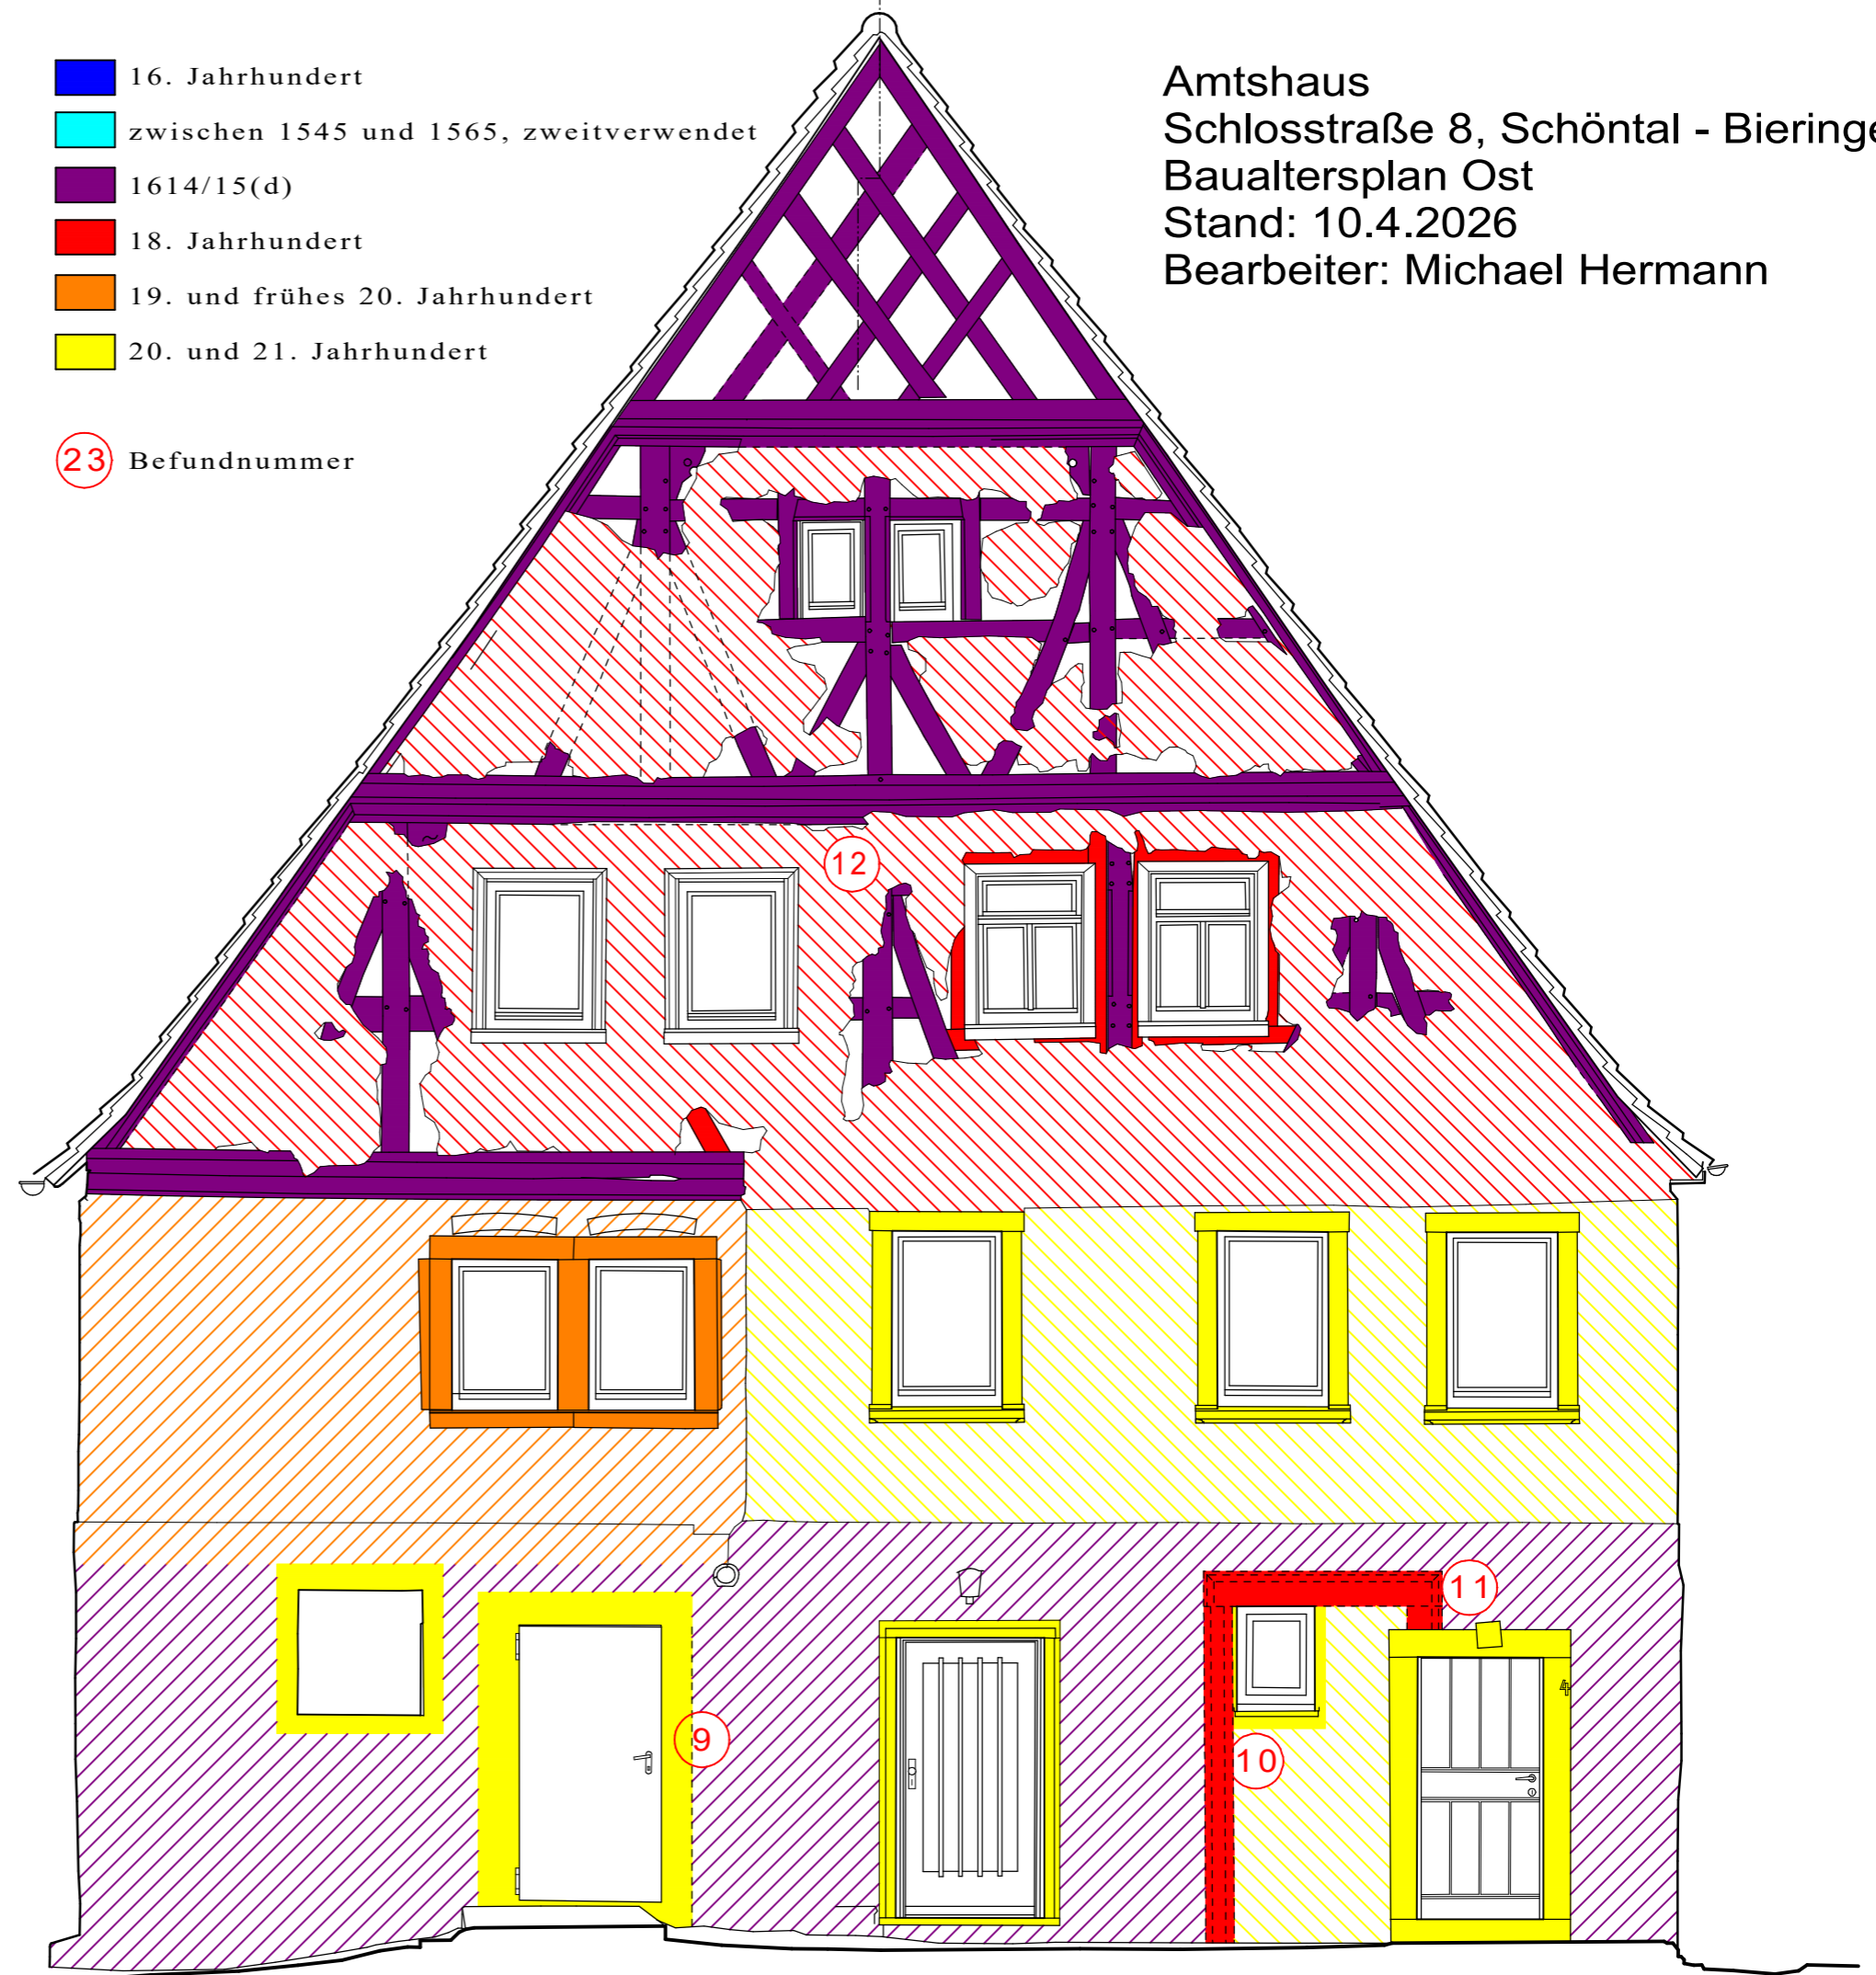 16. Jahrhundert
zwischen 1545 und 1565, zweitverwendet
1614/15(d)
18. Jahrhundert
19. und frühes 20. Jahrhundert
20. und 21. Jahrhundert
23 Befundnummer
Amtshaus
Schlosstraße 8, Schöntal - Bieringe
Baualtersplan Ost
Stand: 10.4.2026
Bearbeiter: Michael Hermann
12
11
4
9
10